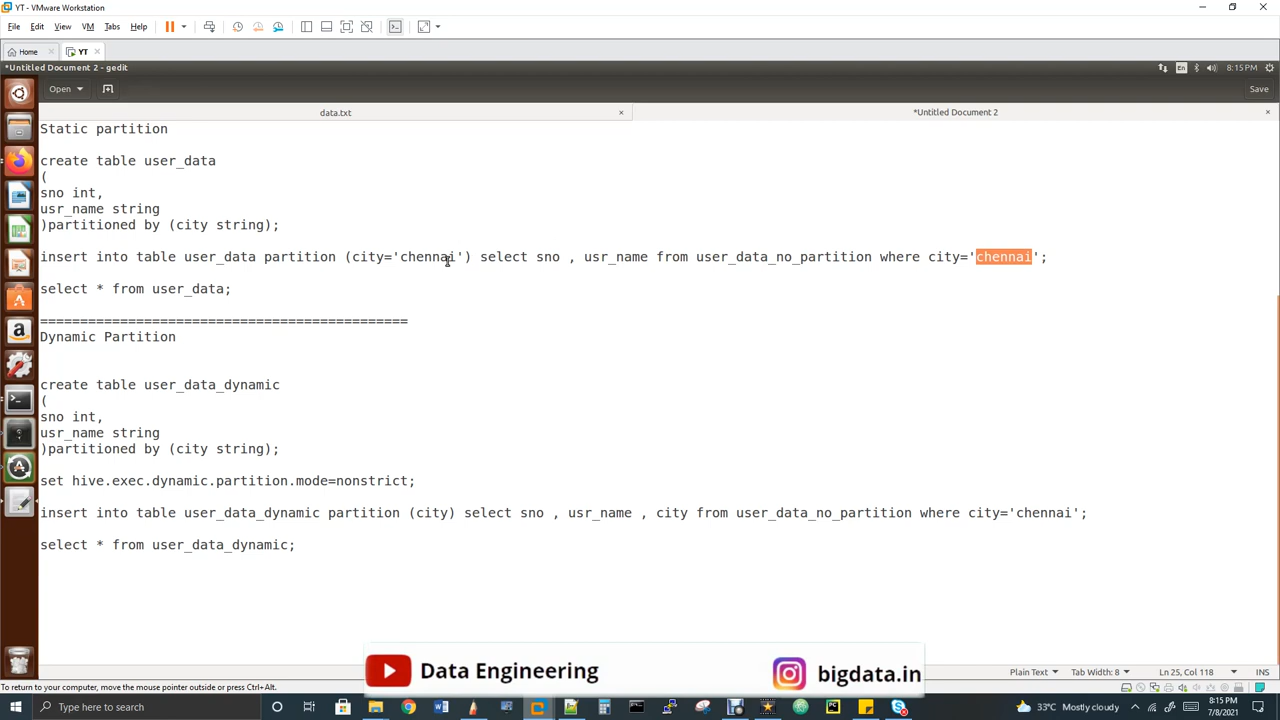 YT - VMware Workstation
File Edit View VM Tabs Help
Home YT
*Untitled Document 2 - gedit
En 8:15 PM
Open Save
data.txt *Untitled Document 2
Static partition
create table user_data
(
sno int,
usr_name string
)partitioned by (city string);
insert into table user_data partition (city='chennai') select sno , usr_name from user_data_no_partition where city='chennai';
select * from user_data;
==============================================
Dynamic Partition
create table user_data_dynamic
(
sno int,
usr_name string
)partitioned by (city string);
set hive.exec.dynamic.partition.mode=nonstrict;
insert into table user_data_dynamic partition (city) select sno , usr_name , city from user_data_no_partition where city='chennai';
select * from user_data_dynamic;
Data Engineering
bigdata.in
Plain Text Tab Width: 8 Ln 25, Col 118 INS
To return to your computer, move the mouse pointer outside or press Ctrl+Alt.
Type here to search
33°C Mostly cloudy
8:15 PM
7/8/2021